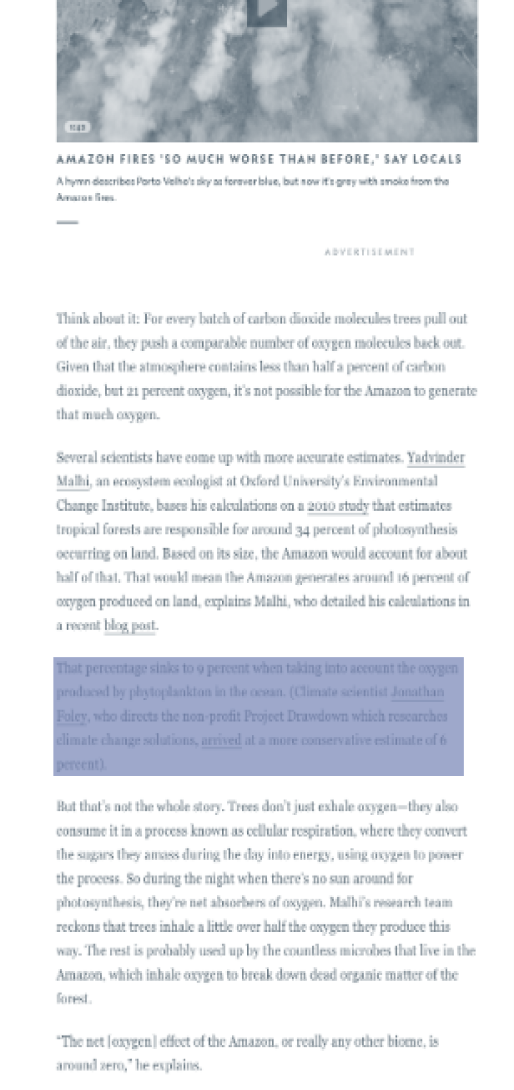 1:43
AMAZON FIRES 'SO MUCH WORSE THAN BEFORE,' SAY LOCALS
A hymn describes Porto Velho's sky as forever blue, but now it's grey with smoke from the
Amazon fires.
ADVERTISEMENT
Think about it: For every batch of carbon dioxide molecules trees pull out
of the air, they push a comparable number of oxygen molecules back out.
Given that the atmosphere contains less than half a percent of carbon
dioxide, but 21 percent oxygen, it's not possible for the Amazon to generate
that much oxygen.
Several scientists have come up with more accurate estimates. Yadvinder
Malhi, an ecosystem ecologist at Oxford University's Environmental
Change Institute, bases his calculations on a 2010 study that estimates
tropical forests are responsible for around 34 percent of photosynthesis
occurring on land. Based on its size, the Amazon would account for about
half of that. That would mean the Amazon generates around 16 percent of
oxygen produced on land, explains Malhi, who detailed his calculations in
a recent blog post.
That percentage sinks to 9 percent when taking into account the oxygen
produced by phytoplankton in the ocean. (Climate scientist Jonathan
Foley, who directs the non-profit Project Drawdown which researches
climate change solutions, arrived at a more conservative estimate of 6
percent).
But that's not the whole story. Trees don't just exhale oxygen—they also
consume it in a process known as cellular respiration, where they convert
the sugars they amass during the day into energy, using oxygen to power
the process. So during the night when there's no sun around for
photosynthesis, they're net absorbers of oxygen. Malhi's research team
reckons that trees inhale a little over half the oxygen they produce this
way. The rest is probably used up by the countless microbes that live in the
Amazon, which inhale oxygen to break down dead organic matter of the
forest.
"The net [oxygen] effect of the Amazon, or really any other biome, is
around zero," he explains.